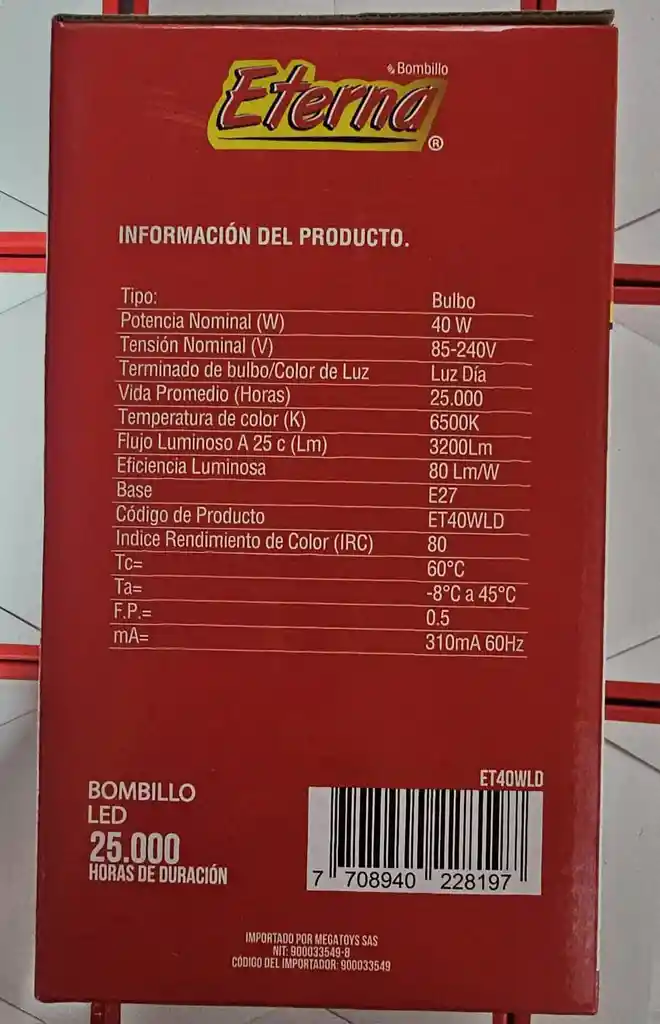 Bombillo
Eterna
®
INFORMACIÓN DEL PRODUCTO.
Tipo: Bulbo
Potencia Nominal (W) 40 W
Tensión Nominal (V) 85-240V
Terminado de bulbo/Color de Luz Luz Día
Vida Promedio (Horas) 25.000
Temperatura de color (K) 6500K
Flujo Luminoso A 25 c (Lm) 3200Lm
Eficiencia Luminosa 80 Lm/W
Base E27
Código de Producto ET40WLD
Indice Rendimiento de Color (IRC) 80
Tc= 60°C
Ta= -8°C a 45°C
F.P.= 0.5
mA= 310mA 60Hz
BOMBILLO
LED
25.000
HORAS DE DURACIÓN
ET40WLD
7 708940 228197
IMPORTADO POR MEGATOYS SAS
NIT: 900033549-8
CÓDIGO DEL IMPORTADOR: 900033549